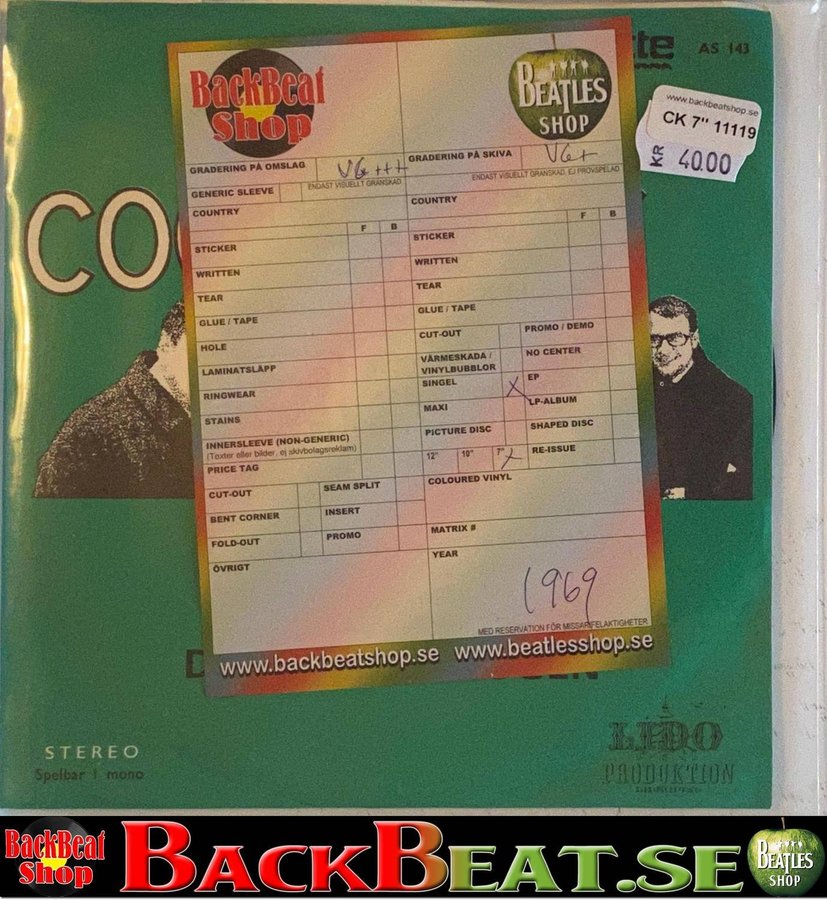 AS 143
BackBeat
Shop
BEATLES
SHOP
www.backbeatshop.se
CK 7" 11119
KR 40.00
GRADERING PÅ OMSLAG VG+++
ENDAST VISUELLT GRANSKAD
GENERIC SLEEVE
COUNTRY
F B
STICKER
WRITTEN
TEAR
GLUE / TAPE
HOLE
LAMINATSLÄPP
RINGWEAR
STAINS
INNERSLEEVE (NON-GENERIC)
(Texter eller bilder, ej skivbolagsreklam)
PRICE TAG
CUT-OUT SEAM SPLIT
BENT CORNER INSERT
FOLD-OUT PROMO
ÖVRIGT
GRADERING PÅ SKIVA VG+
ENDAST VISUELLT GRANSKAD, EJ PROVSPELAD
COUNTRY
F B
STICKER
WRITTEN
TEAR
GLUE / TAPE
CUT-OUT PROMO / DEMO
VÄRMESKADA / NO CENTER
VINYLBUBBLOR
SINGEL X EP
MAXI LP-ALBUM
PICTURE DISC SHAPED DISC
12" 10" 7" X RE-ISSUE
COLOURED VINYL
MATRIX #
YEAR
1969
MED RESERVATION FÖR MISSAR/FELAKTIGHETER
www.backbeatshop.se www.beatlesshop.se
STEREO
Spelbar i mono
LIDO
PRODUKTION
BackBeat
Shop
BACKBEAT.SE
BEATLES
SHOP